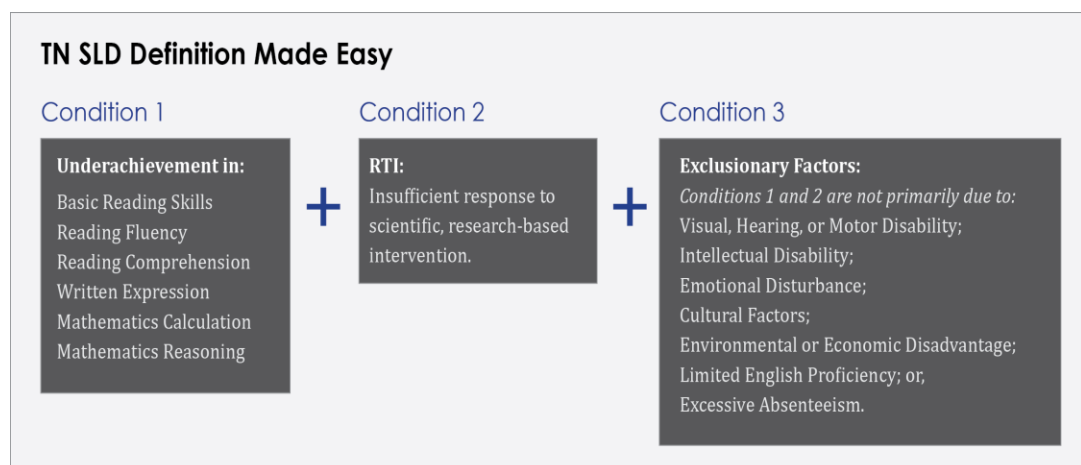 TN SLD Definition Made Easy
Condition 1
Underachievement in:
Basic Reading Skills
Reading Fluency
Reading Comprehension
Written Expression
Mathematics Calculation
Mathematics Reasoning
+
Condition 2
RTI:
Insufficient response to
scientific, research-based
intervention.
+
Condition 3
Exclusionary Factors:
Conditions 1 and 2 are not primarily due to:
Visual, Hearing, or Motor Disability;
Intellectual Disability;
Emotional Disturbance;
Cultural Factors;
Environmental or Economic Disadvantage;
Limited English Proficiency; or,
Excessive Absenteeism.